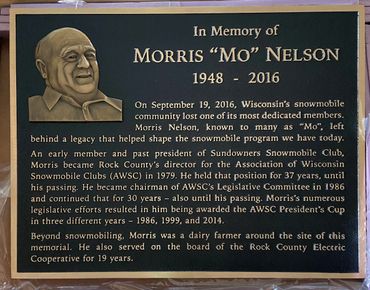 In Memory of
MORRIS "MO" NELSON
1948 - 2016
On September 19, 2016, Wisconsin's snowmobile
community lost one of its most dedicated members.
Morris Nelson, known to many as "Mo", left
behind a legacy that helped shape the snowmobile program we have today.
An early member and past president of Sundowners Snowmobile Club,
Morris became Rock County's director for the Association of Wisconsin
Snowmobile Clubs (AWSC) in 1979. He held that position for 37 years, until
his passing. He became chairman of AWSC's Legislative Committee in 1986
and continued that for 30 years – also until his passing. Morris's numerous
legislative efforts resulted in him being awarded the AWSC President's Cup
in three different years – 1986, 1999, and 2014.
Beyond snowmobiling, Morris was a dairy farmer around the site of this
memorial. He also served on the board of the Rock County Electric
Cooperative for 19 years.